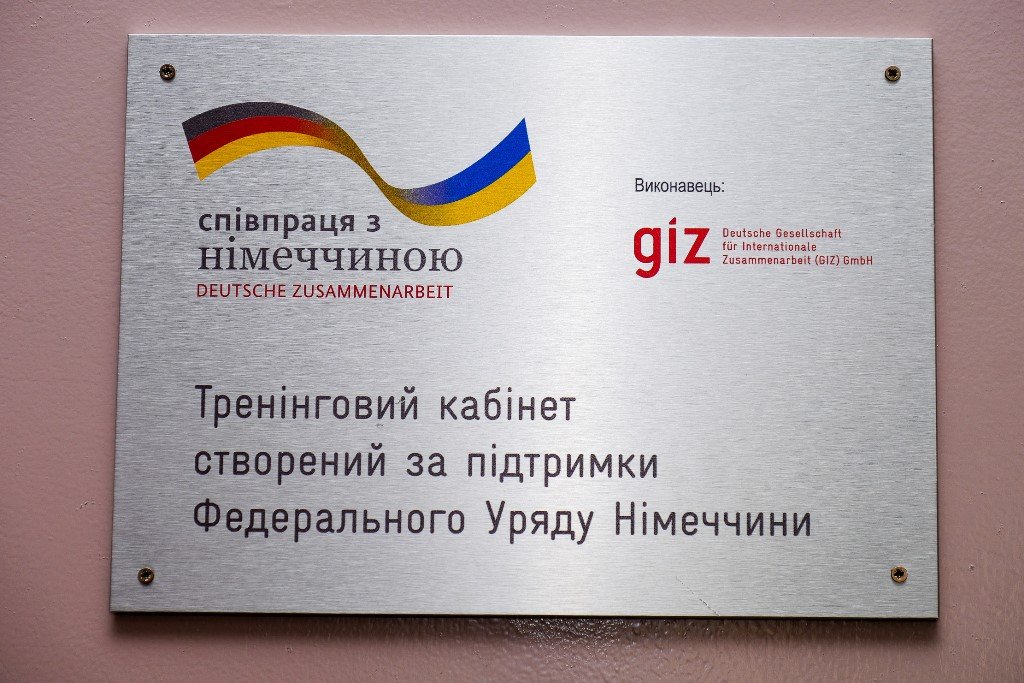 співпраця з
німеччиною
DEUTSCHE ZUSAMMENARBEIT
Виконавець:
giz
Deutsche Gesellschaft
für Internationale
Zusammenarbeit (GIZ) GmbH
Тренінговий кабінет
створений за підтримки
Федерального Уряду Німеччини